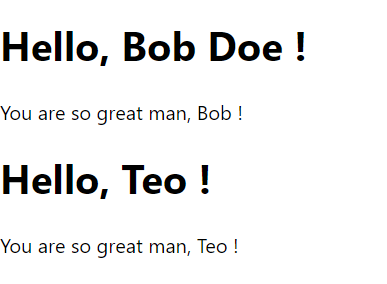 Hello, Bob Doe !
You are so great man, Bob !
Hello, Teo !
You are so great man, Teo !